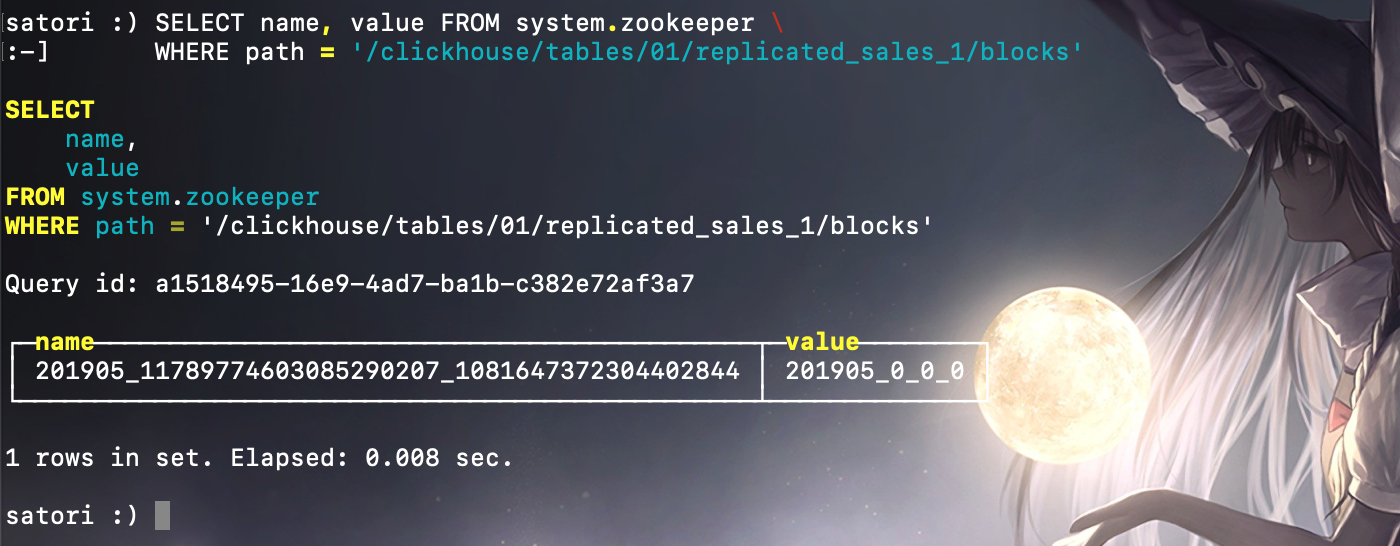 satori :) SELECT name, value FROM system.zookeeper \
:-] WHERE path = '/clickhouse/tables/01/replicated_sales_1/blocks'
SELECT
name,
value
FROM system.zookeeper
WHERE path = '/clickhouse/tables/01/replicated_sales_1/blocks'
Query id: a1518495-16e9-4ad7-ba1b-c382e72af3a7
name value
201905_11789774603085290207_1081647372304402844 201905_0_0_0
1 rows in set. Elapsed: 0.008 sec.
satori :)